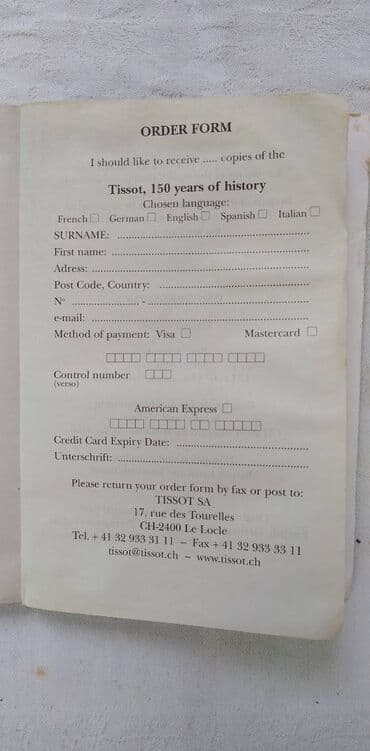 ORDER FORM
I should like to receive ..... copies of the
Tissot, 150 years of history
Chosen language:
French □ German □ English □ Spanish □ Italian □
SURNAME: ..........................................................
First name: ..........................................................
Adress: ..........................................................
Post Code, Country: ..........................................
N° ..................... - ..........................................
e-mail: ..........................................................
Method of payment: Visa □ Mastercard □
□□□□ □□□□ □□□□ □□□□
Control number □□□
(verso)
American Express □
□□□□ □□□□ □□ □□□□□
Credit Card Expiry Date: ....................................
Unterschrift: ....................................................
Please return your order form by fax or post to:
TISSOT SA
17, rue des Tourelles
CH-2400 Le Locle
Tel. + 41 32 933 31 11 – Fax + 41 32 933 33 11
tissot@tissot.ch – www.tissot.ch